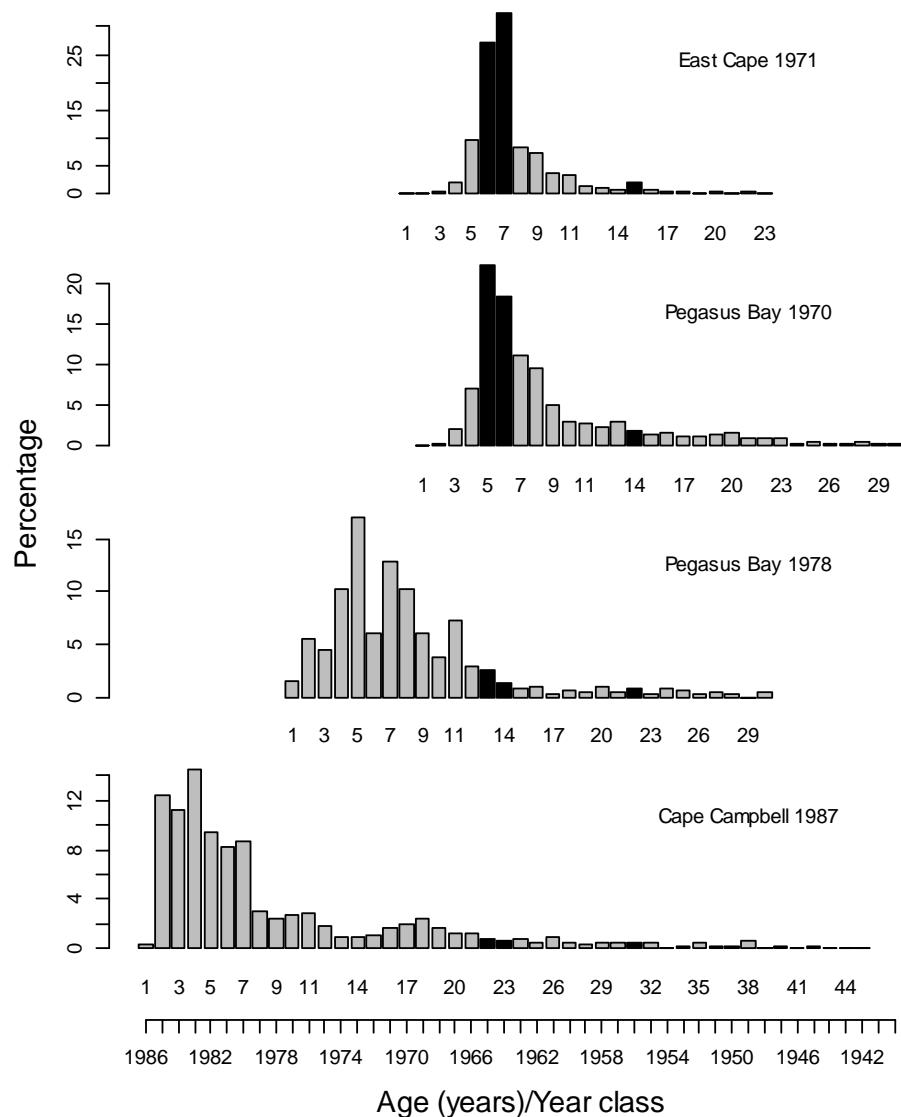 East Cape 1971
0 5 15 25
1 3 5 7 9 11 14 17 20 23
Pegasus Bay 1970
0 5 10 15 20
1 3 5 7 9 11 14 17 20 23 26 29
Percentage
Pegasus Bay 1978
0 5 10 15
1 3 5 7 9 11 14 17 20 23 26 29
Cape Campbell 1987
0 4 8 12
1 3 5 7 9 11 14 17 20 23 26 29 32 35 38 41 44
1986 1982 1978 1974 1970 1966 1962 1958 1954 1950 1946 1942
Age (years)/Year class